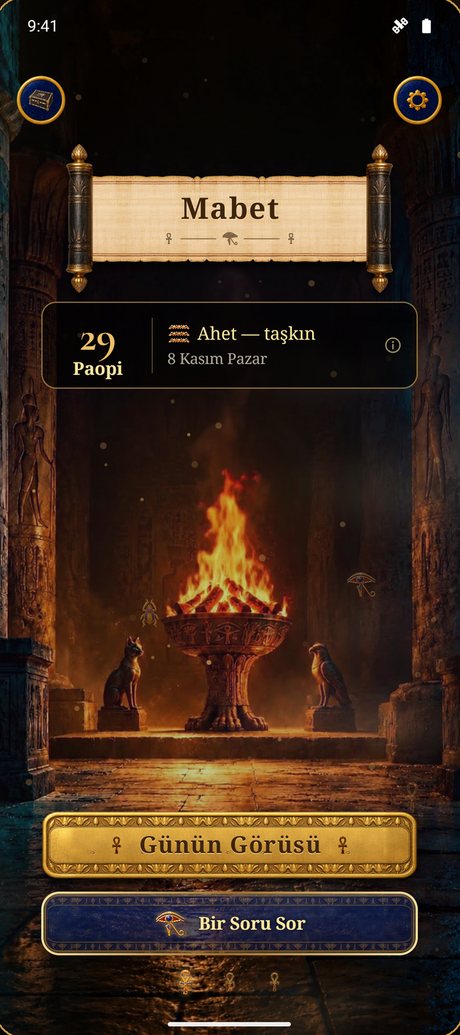 9:41
Mabet
29
Paopi
Ahet — taşkın
8 Kasım Pazar
Günün Görüsü
Bir Soru Sor